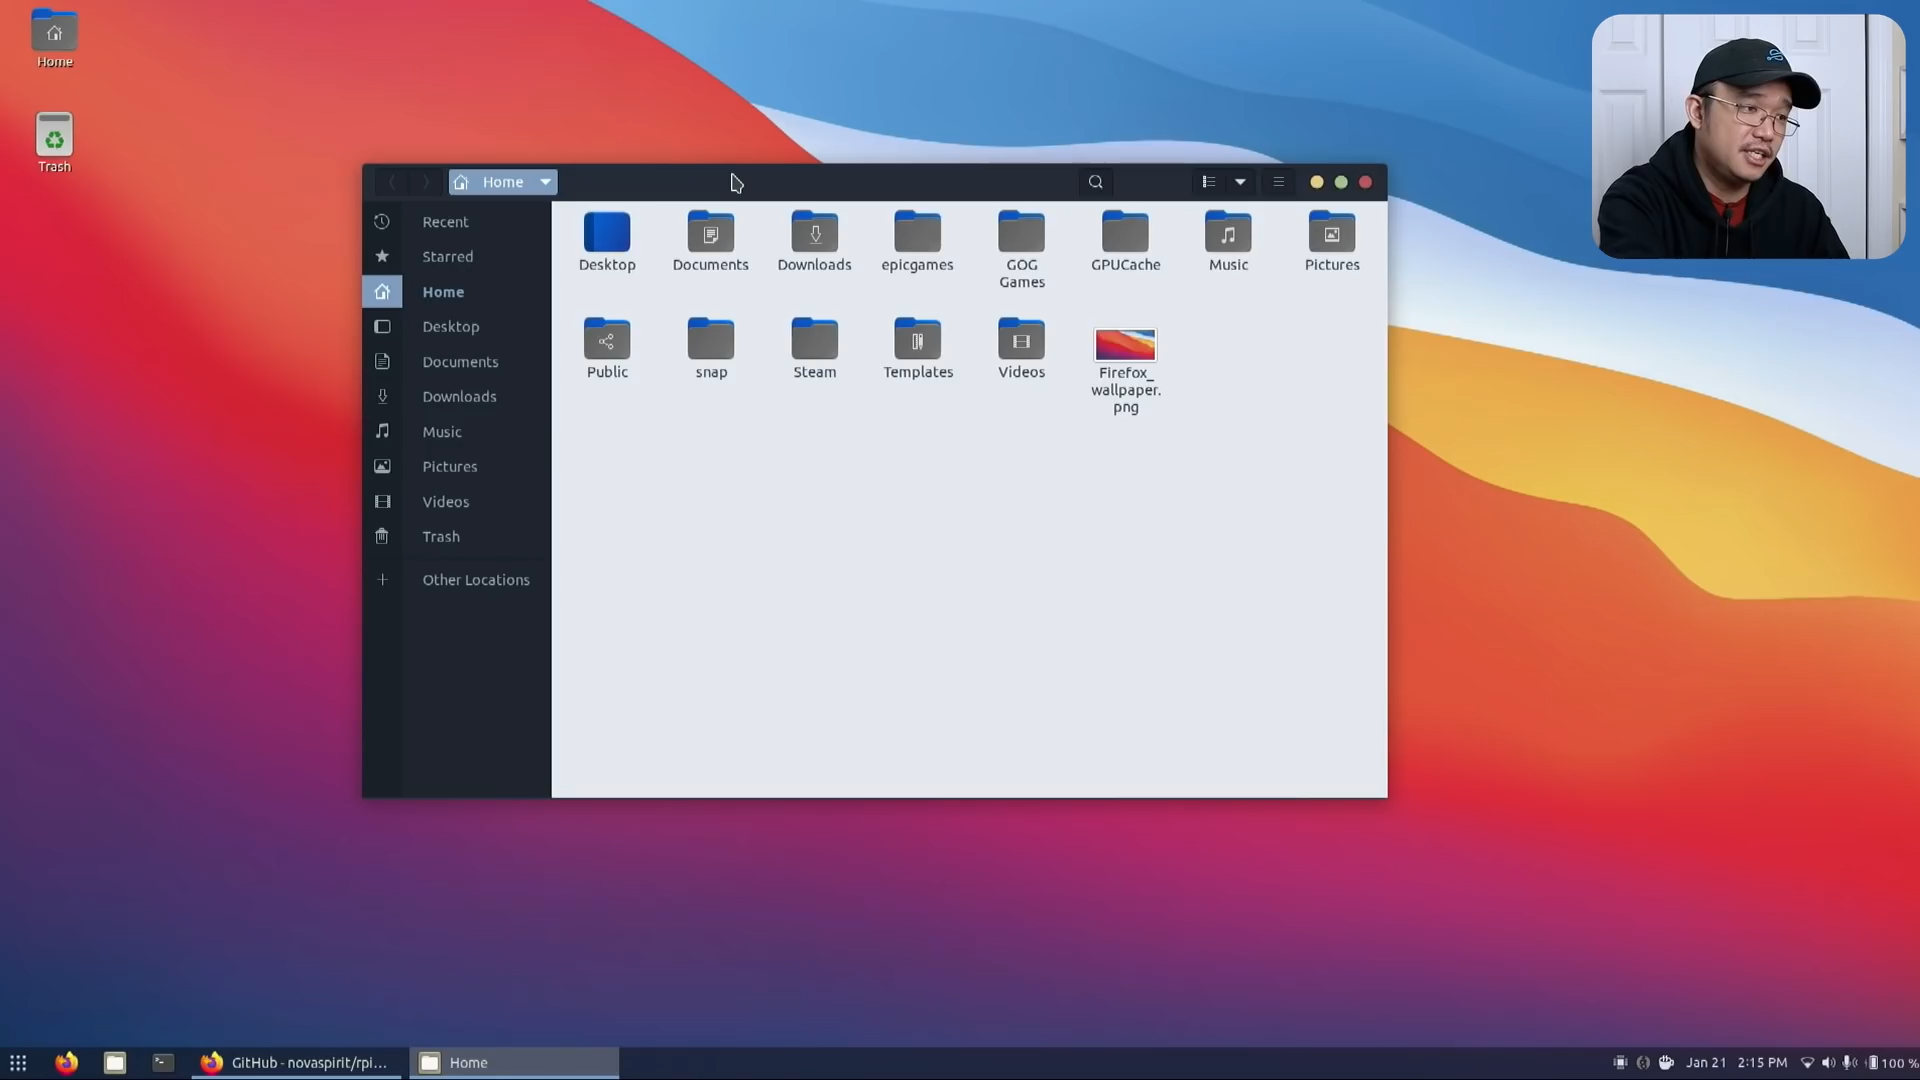 Home
Trash
Home
Recent
Starred
Home
Desktop
Documents
Downloads
Music
Pictures
Videos
Trash
Other Locations
Desktop
Documents
Downloads
epicgames
GOG
Games
GPUCache
Music
Pictures
Public
snap
Steam
Templates
Videos
Firefox_
wallpaper.
png
GitHub - novaspirit/rpi...
Home
Jan 21 2:15 PM
100 %